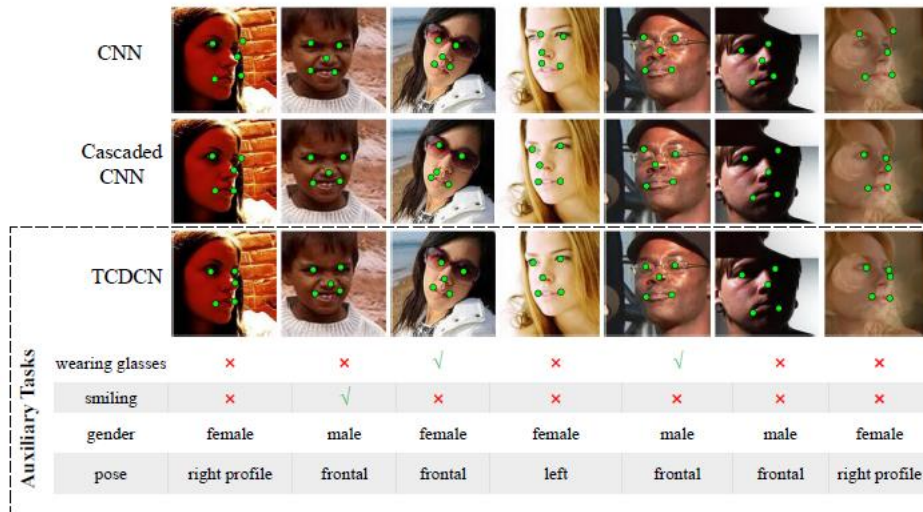 CNN
Cascaded
CNN
TCDCN
Auxiliary Tasks
wearing glasses × × √ × √ × ×
smiling × √ × × × × ×
gender female male female female male male female
pose right profile frontal frontal left frontal frontal right profile